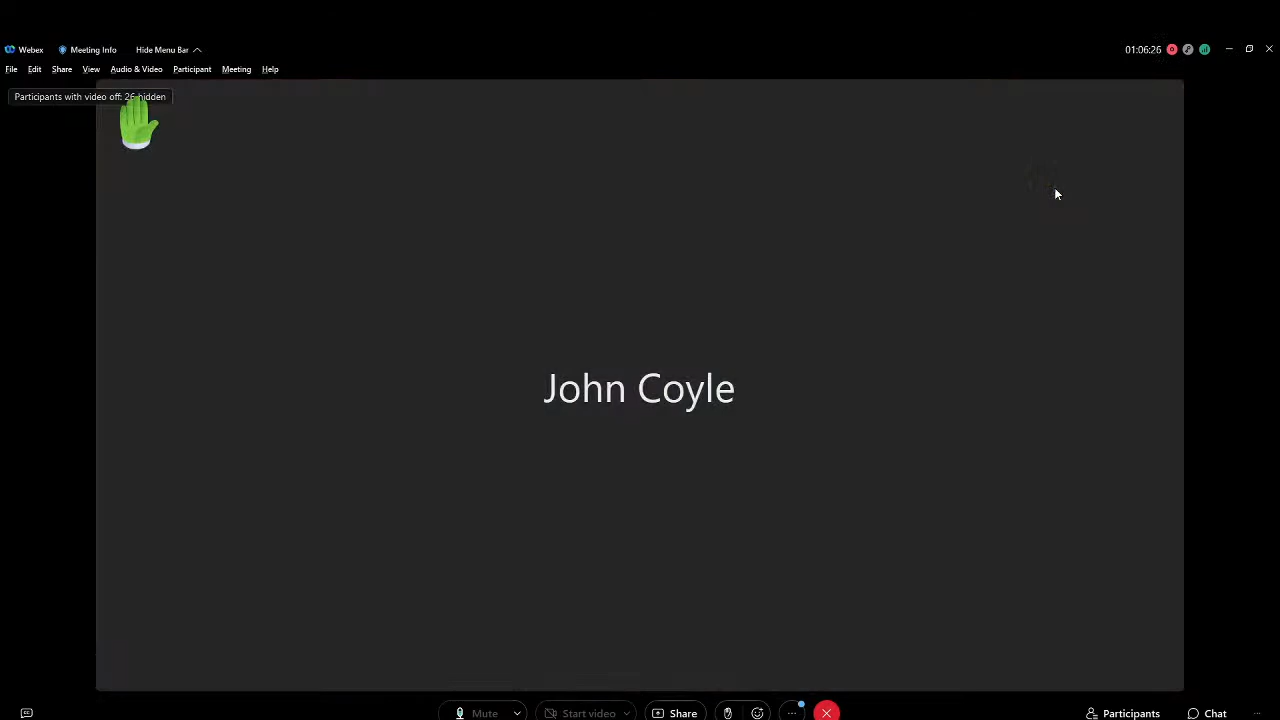 Webex Meeting Info Hide Menu Bar 01:06:26
File Edit Share View Audio & Video Participant Meeting Help
Participants with video off: 26 hidden
John Coyle
Mute Start video Share Participants Chat